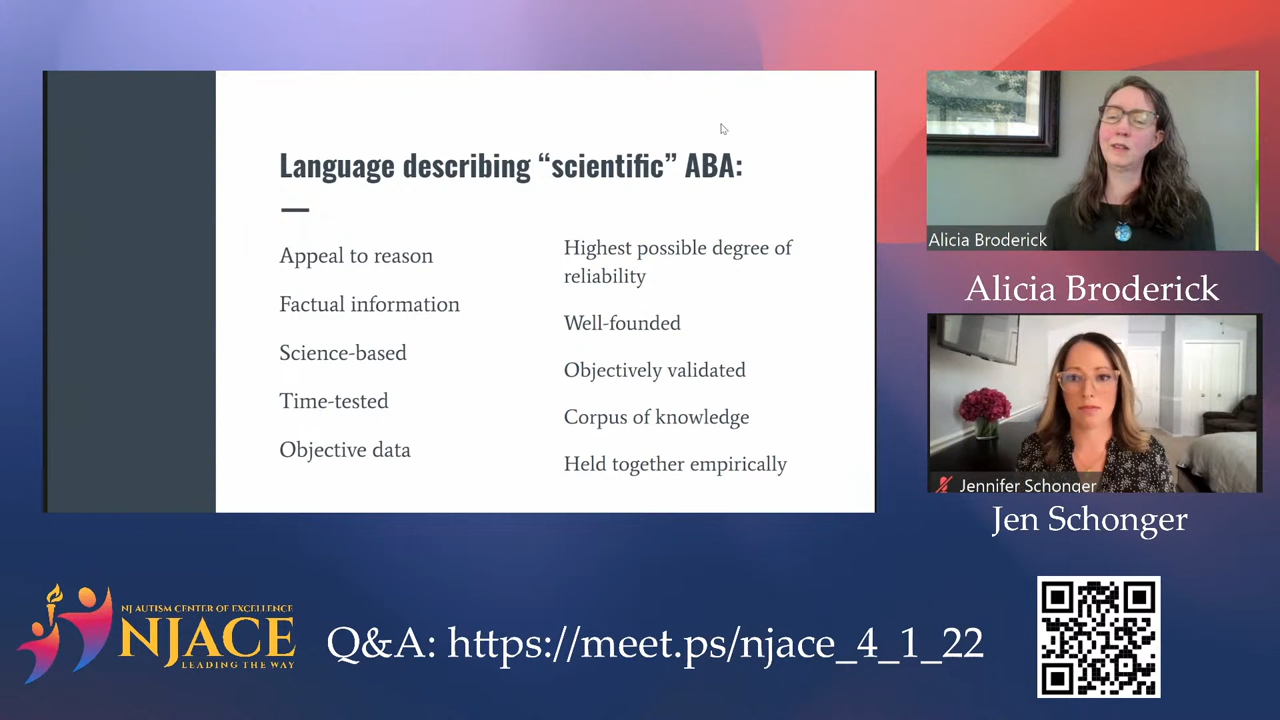 Language describing “scientific” ABA:
Appeal to reason
Factual information
Science-based
Time-tested
Objective data
Highest possible degree of
reliability
Well-founded
Objectively validated
Corpus of knowledge
Held together empirically
Alicia Broderick
Alicia Broderick
Jennifer Schonger
Jen Schonger
NJ AUTISM CENTER OF EXCELLENCE
NJACE
LEADING THE WAY
Q&A: https://meet.ps/njace_4_1_22